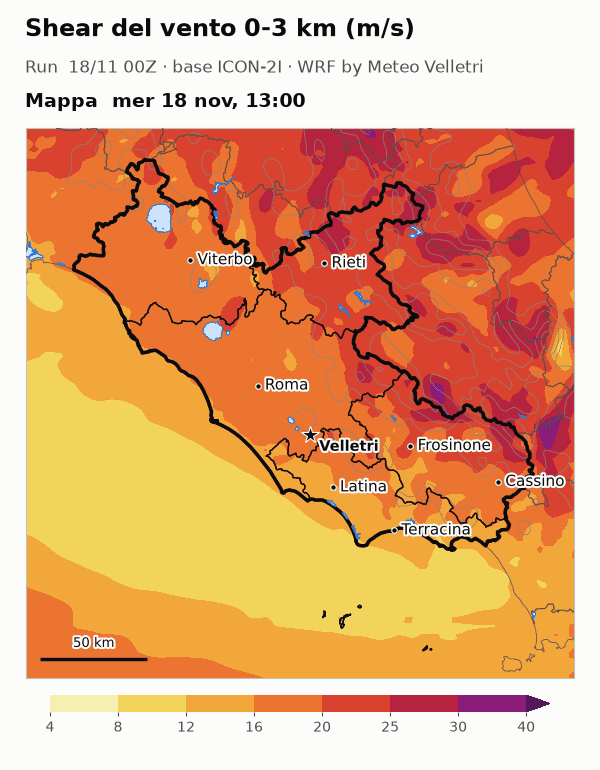 Shear del vento 0-3 km (m/s)
Run  18/11 00Z · base ICON-2I · WRF by Meteo Velletri
Mappa  mer 18 nov, 13:00
Viterbo
Rieti
Roma
Velletri
Frosinone
Latina
Cassino
Terracina
50 km
4 8 12 16 20 25 30 40